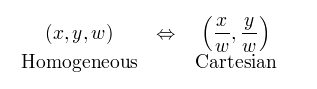 (x, y, w) ⇔ (x/w, y/w)
Homogeneous Cartesian